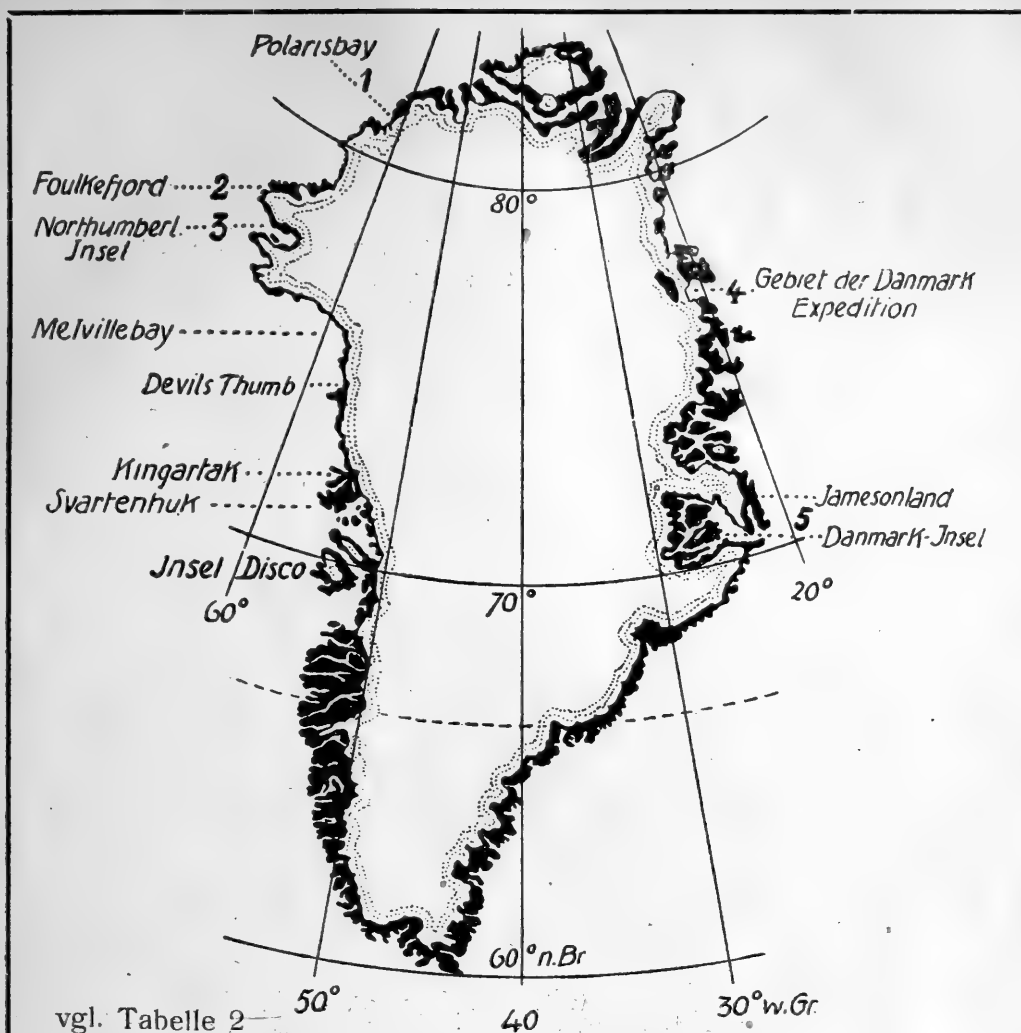 Polarisbay
1
Foulkefjord
2
Northumberl.
3
Jnsel
80°
4
Gebiet der Danmark
Expedition
Melvillebay
Devils Thumb
Kingartak
Svartenhuk
Jamesonland
5
Danmark-Jnsel
Jnsel Disco
60°
70°
20°
60° n.Br
50°
40
30° w.Gr.
vgl. Tabelle 2